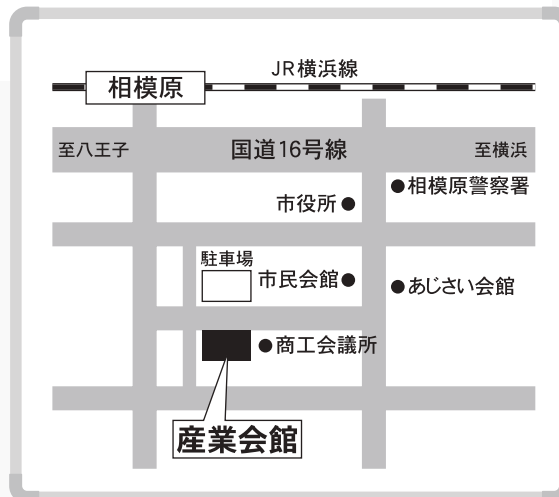 JR横浜線
相模原
至八王子
国道16号線
至横浜
相模原警察署
市役所
駐車場
市民会館
あじさい会館
商工会議所
産業会館